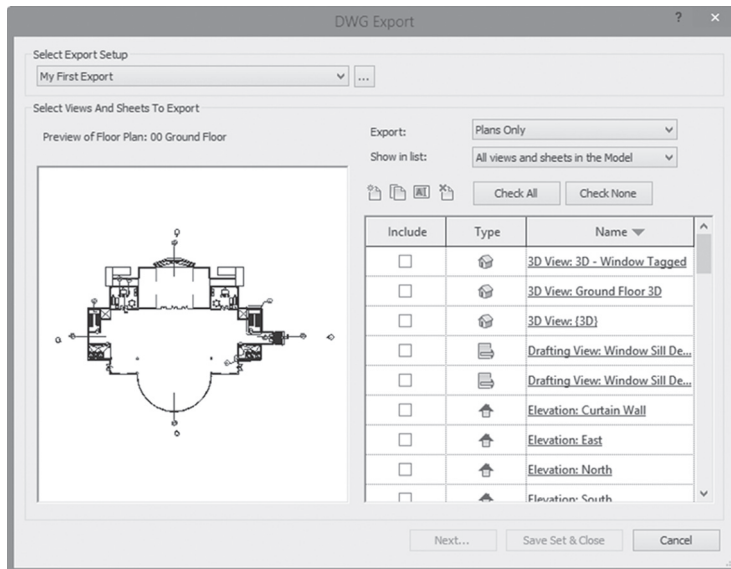 DWG Export
? ×
Select Export Setup
My First Export
...
Select Views And Sheets To Export
Preview of Floor Plan: 00 Ground Floor
Export: Plans Only
Show in list: All views and sheets in the Model
Check All Check None
Include Type Name
3D View: 3D - Window Tagged
3D View: Ground Floor 3D
3D View: {3D}
Drafting View: Window Sill De...
Drafting View: Window Sill De...
Elevation: Curtain Wall
Elevation: East
Elevation: North
Elevation: South
Next... Save Set & Close Cancel